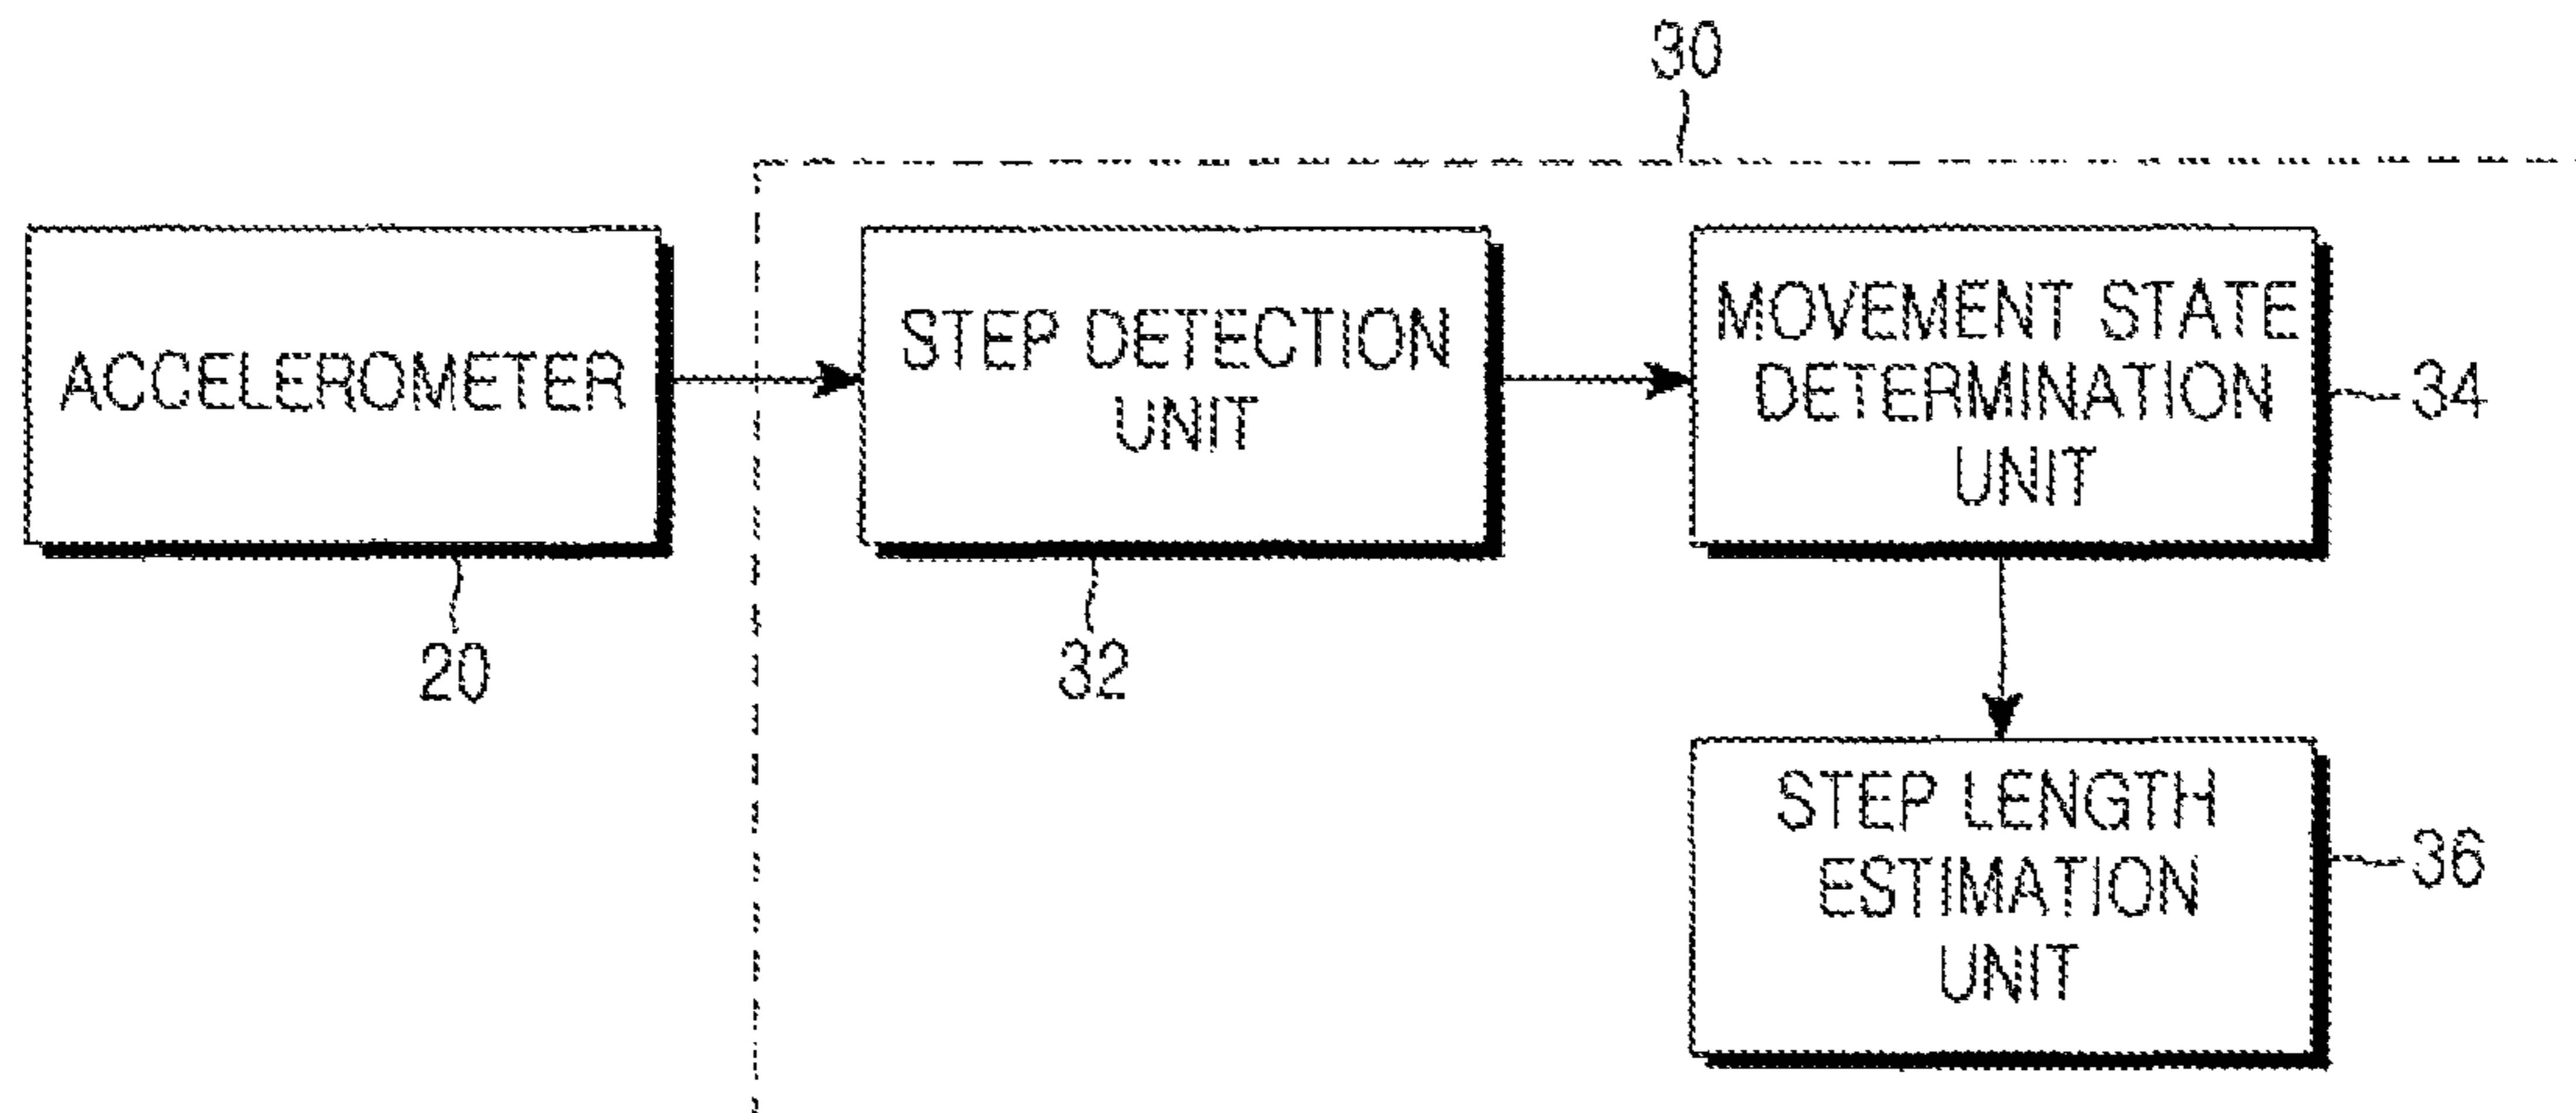 30
ACCELEROMETER
20
STEP DETECTION
UNIT
32
MOVEMENT STATE
DETERMINATION
UNIT
34
STEP LENGTH
ESTIMATION
UNIT
36